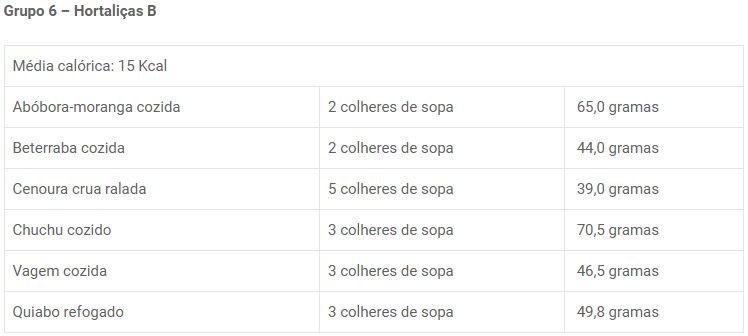 Grupo 6 – Hortaliças B
Média calórica: 15 Kcal
Abóbora-moranga cozida 2 colheres de sopa 65,0 gramas
Beterraba cozida 2 colheres de sopa 44,0 gramas
Cenoura crua ralada 5 colheres de sopa 39,0 gramas
Chuchu cozido 3 colheres de sopa 70,5 gramas
Vagem cozida 3 colheres de sopa 46,5 gramas
Quiabo refogado 3 colheres de sopa 49,8 gramas